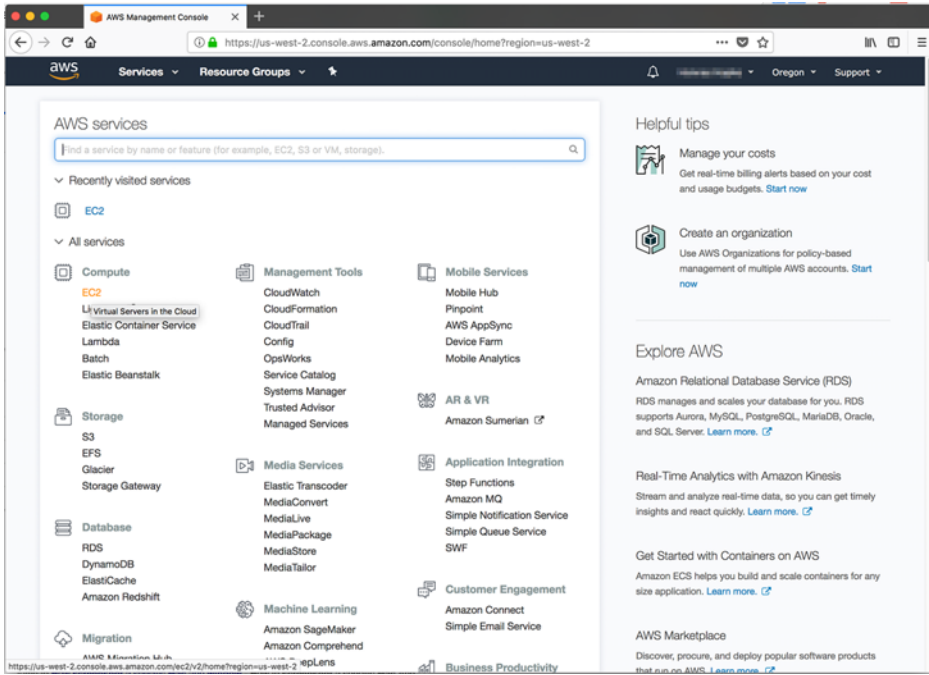 AWS Management Console
https://us-west-2.console.aws.amazon.com/console/home?region=us-west-2
aws
Services
Resource Groups
Oregon
Support
AWS services
Find a service by name or feature (for example, EC2, S3 or VM, storage).
Recently visited services
EC2
All services
Compute
EC2
Virtual Servers in the Cloud
Elastic Container Service
Lambda
Batch
Elastic Beanstalk
Storage
S3
EFS
Glacier
Storage Gateway
Database
RDS
DynamoDB
ElastiCache
Amazon Redshift
Migration
AWS Migration Hub
https://us-west-2.console.aws.amazon.com/ec2/v2/home?region=us-west-2
Management Tools
CloudWatch
CloudFormation
CloudTrail
Config
OpsWorks
Service Catalog
Systems Manager
Trusted Advisor
Managed Services
Media Services
Elastic Transcoder
MediaConvert
MediaLive
MediaPackage
MediaStore
MediaTailor
Machine Learning
Amazon SageMaker
Amazon Comprehend
Mobile Services
Mobile Hub
Pinpoint
AWS AppSync
Device Farm
Mobile Analytics
AR & VR
Amazon Sumerian
Application Integration
Step Functions
Amazon MQ
Simple Notification Service
Simple Queue Service
SWF
Customer Engagement
Amazon Connect
Simple Email Service
Business Productivity
Helpful tips
Manage your costs
Get real-time billing alerts based on your cost
and usage budgets. Start now
Create an organization
Use AWS Organizations for policy-based
management of multiple AWS accounts. Start
now
Explore AWS
Amazon Relational Database Service (RDS)
RDS manages and scales your database for you. RDS
supports Aurora, MySQL, PostgreSQL, MariaDB, Oracle,
and SQL Server. Learn more.
Real-Time Analytics with Amazon Kinesis
Stream and analyze real-time data, so you can get timely
insights and react quickly. Learn more.
Get Started with Containers on AWS
Amazon ECS helps you build and scale containers for any
size application. Learn more.
AWS Marketplace
Discover, procure, and deploy popular software products
that run on AWS. Learn more.